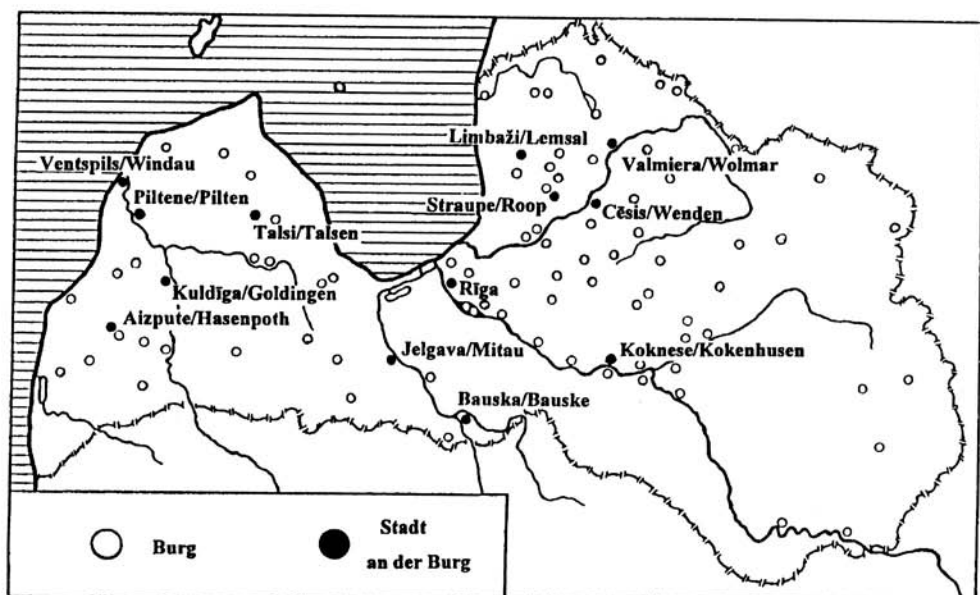 Limbaži/Lemsal
Valmiera/Wolmar
Ventspils/Windau
Piltene/Pilten
Straupe/Roop
Cēsis/Wenden
Talsi/Talsen
Kuldīga/Goldingen
Rīga
Aizpute/Hasenpoth
Jelgava/Mitau
Koknese/Kokenhusen
Bauska/Bauske
Burg
Stadt
an der Burg